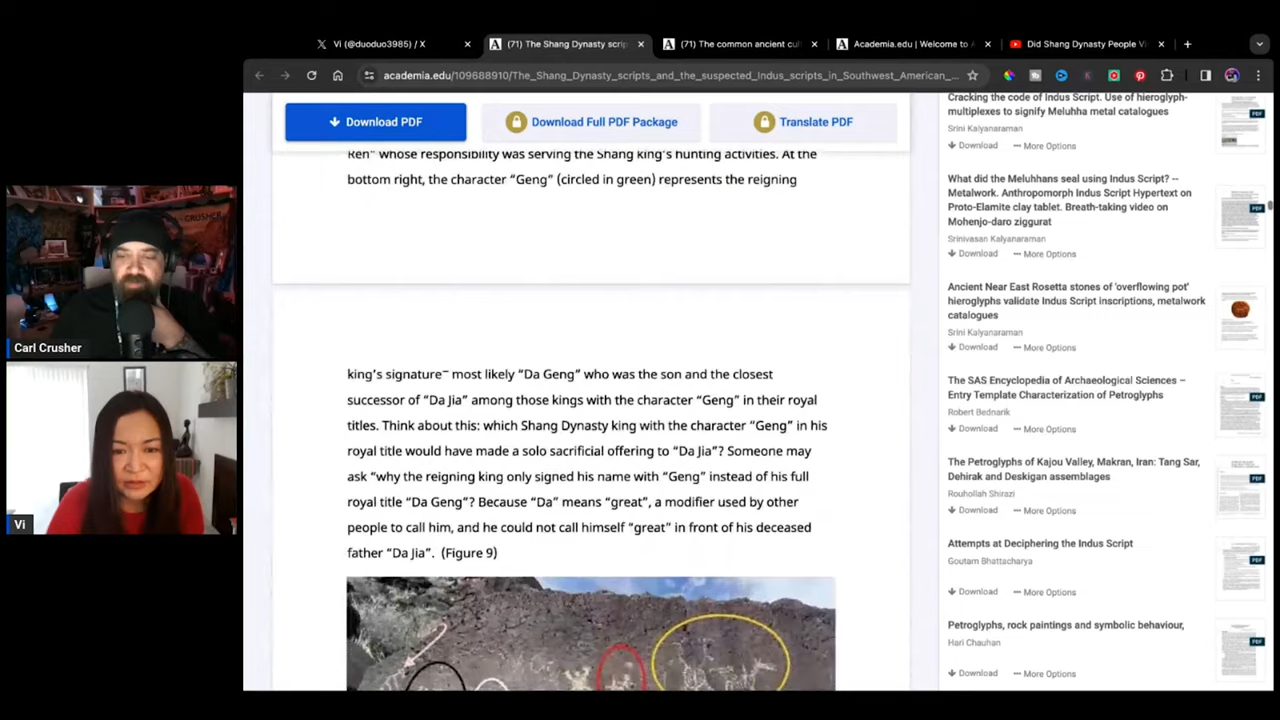 Vi (@duoduo3985) / X
(71) The Shang Dynasty scrip
(71) The common ancient cul
Academia.edu | Welcome to A
Did Shang Dynasty People Vi
academia.edu/109688910/The_Shang_Dynasty_scripts_and_the_suspected_Indus_scripts_in_Southwest_American_...
Download PDF
Download Full PDF Package
Translate PDF
Ren” whose responsibility was serving the Shang king’s hunting activities. At the
bottom right, the character “Geng” (circled in green) represents the reigning
king’s signature— most likely “Da Geng” who was the son and the closest
successor of “Da Jia” among these kings with the character “Geng” in their royal
titles. Think about this: which Shang Dynasty king with the character “Geng” in his
royal title would have made a solo sacrificial offering to “Da Jia”? Someone may
ask “why the reigning king only signed his name with “Geng” instead of his full
royal title “Da Geng”? Because “Da” means “great”, a modifier used by other
people to call him, and he could not call himself “great” in front of his deceased
father “Da Jia”. (Figure 9)
Carl Crusher
Vi
Cracking the code of Indus Script. Use of hieroglyph-
multiplexes to signify Meluhha metal catalogues
Srini Kalyanaraman
Download
More Options
What did the Meluhhans seal using Indus Script? --
Metalwork. Anthropomorph Indus Script Hypertext on
Proto-Elamite clay tablet. Breath-taking video on
Mohenjo-daro ziggurat
Srinivasan Kalyanaraman
Download
More Options
Ancient Near East Rosetta stones of 'overflowing pot'
hieroglyphs validate Indus Script inscriptions, metalwork
catalogues
Srini Kalyanaraman
Download
More Options
The SAS Encyclopedia of Archaeological Sciences –
Entry Template Characterization of Petroglyphs
Robert Bednarik
Download
More Options
The Petroglyphs of Kajou Valley, Makran, Iran: Tang Sar,
Dehirak and Deskigan assemblages
Rouhollah Shirazi
Download
More Options
Attempts at Deciphering the Indus Script
Goutam Bhattacharya
Download
More Options
Petroglyphs, rock paintings and symbolic behaviour,
Hari Chauhan
Download
More Options